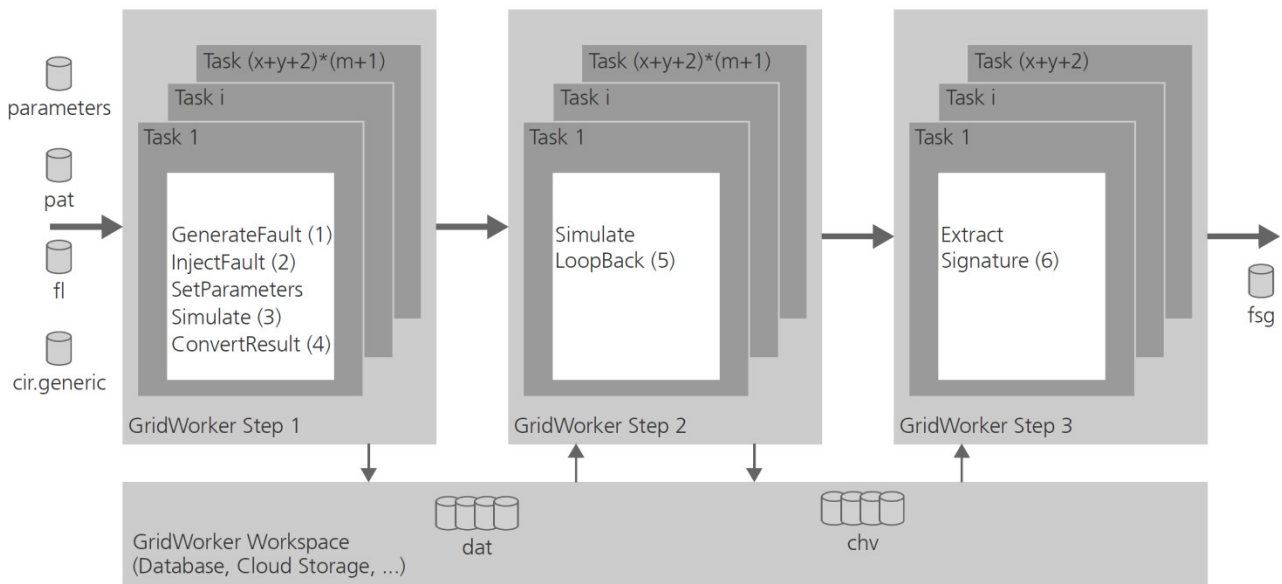 parameters
pat
fl
cir.generic
Task (x+y+2)*(m+1)
Task i
Task 1
GenerateFault (1)
InjectFault (2)
SetParameters
Simulate (3)
ConvertResult (4)
GridWorker Step 1
Task (x+y+2)*(m+1)
Task i
Task 1
Simulate
LoopBack (5)
GridWorker Step 2
Task (x+y+2)
Task i
Task 1
Extract
Signature (6)
GridWorker Step 3
fsg
dat
chv
GridWorker Workspace
(Database, Cloud Storage, ...)